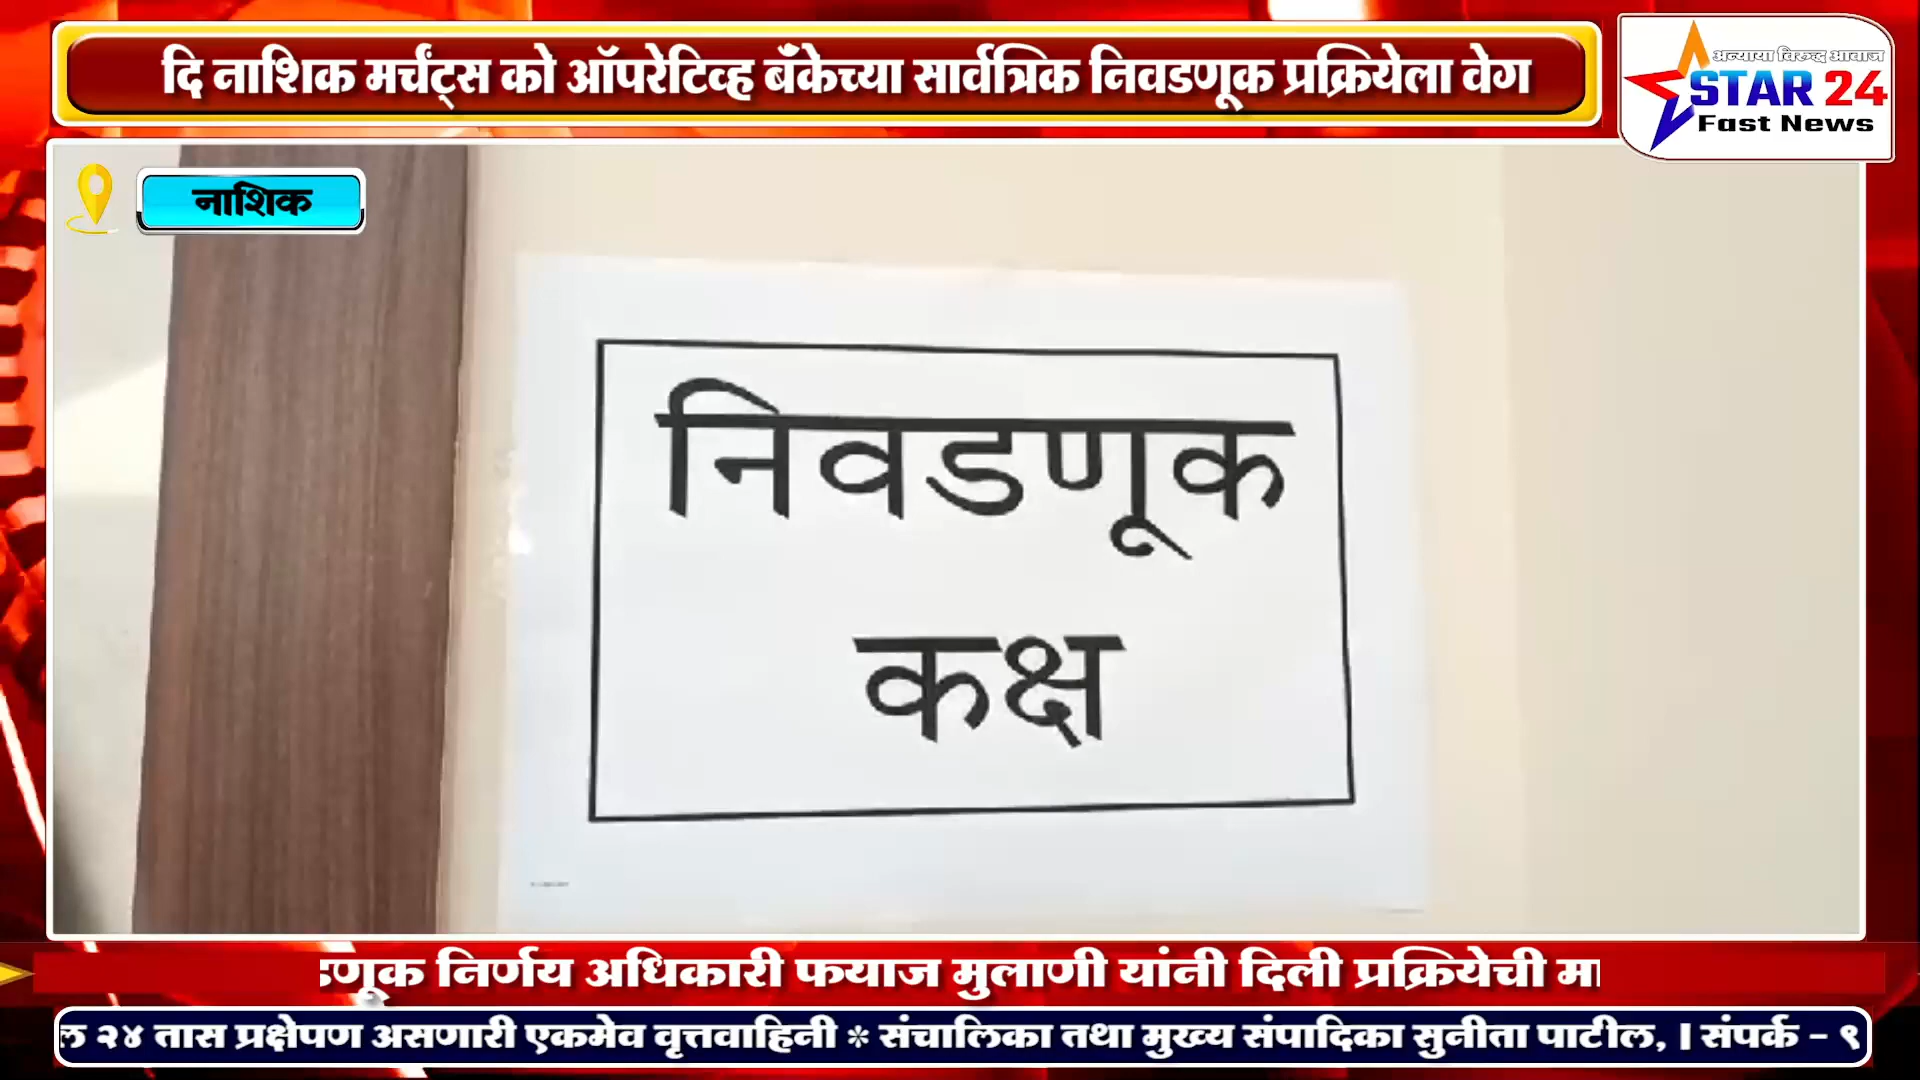 दि नाशिक मर्चंट्स को ऑपरेटिव्ह बँकेच्या सार्वत्रिक निवडणूक प्रक्रियेला वेग
अन्याया विरुद्ध आवाज
STAR 24
Fast News
नाशिक
निवडणूक
कक्ष
निर्णय अधिकारी फयाज मुलाणी यांनी दिली प्रक्रियेची
२४ तास प्रक्षेपण असणारी एकमेव वृत्तवाहिनी * संचालिका तथा मुख्य संपादिका सुनीता पाटील, | संपर्क - ९